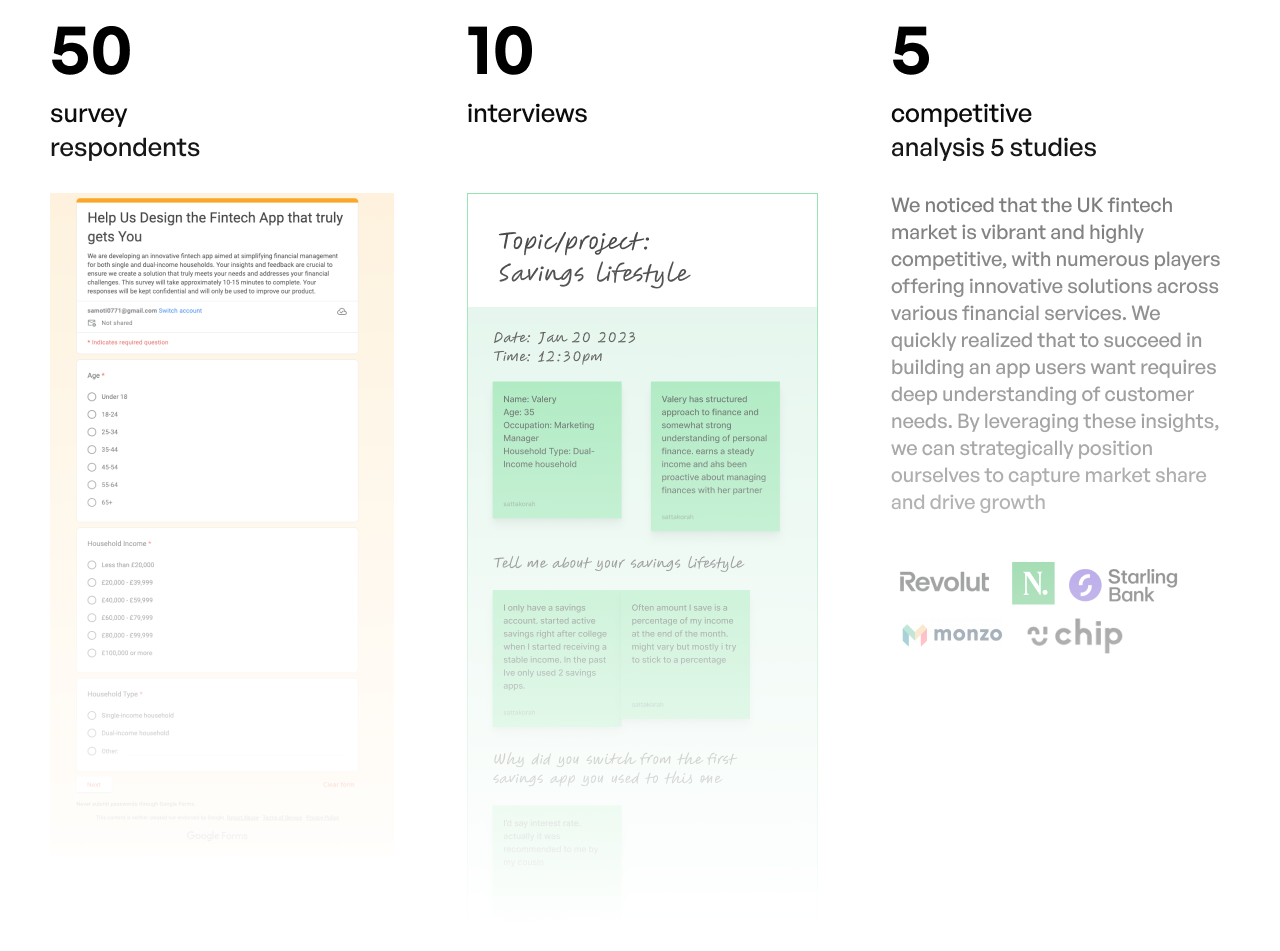 50
survey
respondents
Help Us Design the Fintech App that truly
gets You
We are developing an innovative fintech app aimed at simplifying financial management
for both single and dual-income households. Your insights and feedback are crucial to
ensure we create a solution that truly meets your needs and addresses your financial
challenges. This survey will take approximately 10-15 minutes to complete. Your
responses will be kept confidential and will only be used to improve our product.
samoti0771@gmail.com Switch account
Not shared
* Indicates required question
Age *
Under 18
18-24
25-34
35-44
45-54
55-64
65+
Household Income *
Less than £20,000
£20,000 - £39,999
£40,000 - £59,999
£60,000 - £79,999
£80,000 - £99,999
£100,000 or more
Household Type *
Single-income household
Dual-income household
Other
Next
Clear form
Never submit passwords through Google Forms.
Google Forms
10
interviews
Topic/project:
Savings lifestyle
Date: Jan 20 2023
Time: 12:30pm
Name: Valery
Age: 35
Occupation: Marketing
Manager
Household Type: Dual-
Income household
Valery has structured
approach to finance and
somewhat strong
understanding of personal
finance. earns a steady
income and ahs been
proactive about managing
finances with her partner
Tell me about your savings lifestyle
I only have a savings
account, started active
savings right after college
when I started receiving a
stable income. In the past
Ive only used 2 savings
apps.
Often amount I save is a
percentage of my income
at the end of the month.
might vary but mostly i try
to stick to a percentage
Why did you switch from the first
savings app you used to this one
I'd say interest rate.
actually it was
recommended to me by
my
5
competitive
analysis 5 studies
We noticed that the UK fintech
market is vibrant and highly
competitive, with numerous players
offering innovative solutions across
various financial services. We
quickly realized that to succeed in
building an app users want requires
deep understanding of customer
needs. By leveraging these insights,
we can strategically position
ourselves to capture market share
and drive growth
Revolut
N.
Starling
Bank
monzo
chip